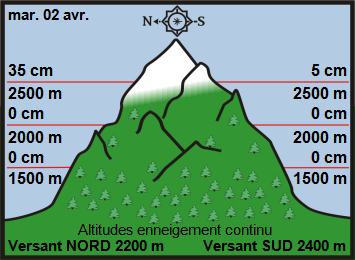 mar. 02 avr.
N S
35 cm 5 cm
2500 m 2500 m
0 cm 0 cm
2000 m 2000 m
0 cm 0 cm
1500 m 1500 m
Altitudes enneigement continu
Versant NORD 2200 m Versant SUD 2400 m